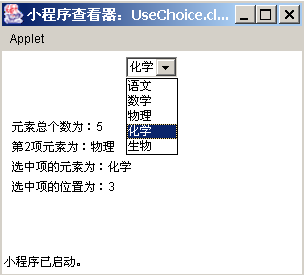 小程序查看器：UseChoice.cl...
Applet
化学
语文
数学
物理
化学
生物
元素总个数为：5
第2项元素为：物理
选中项的元素为：化学
选中项的位置为：3
小程序已启动。